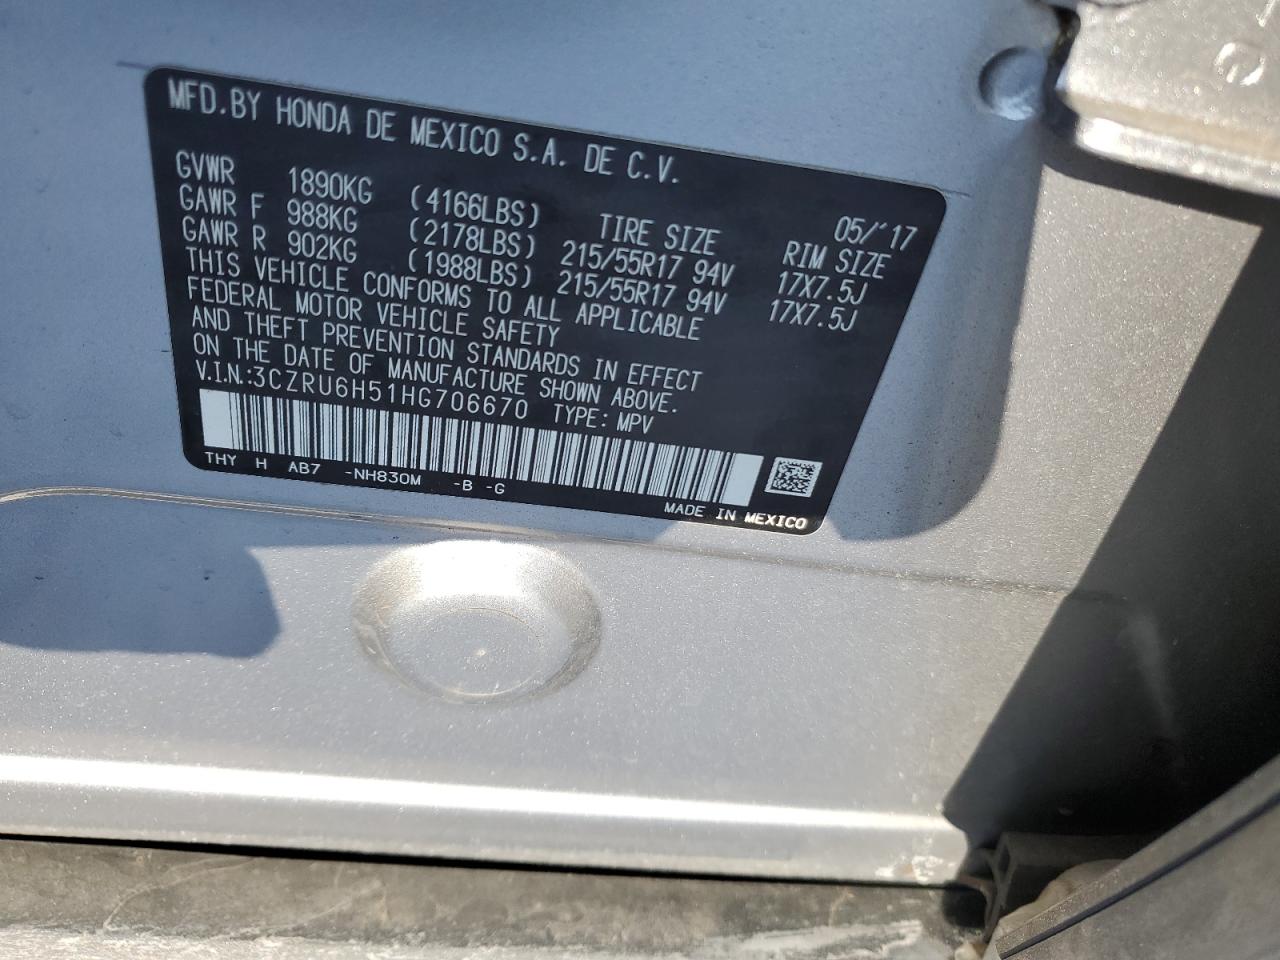 MFD.BY HONDA DE MEXICO S.A. DE C.V.
05/'17
GVWR 1890KG (4166LBS) TIRE SIZE RIM SIZE
GAWR F 988KG (2178LBS) 215/55R17 94V 17X7.5J
GAWR R 902KG (1988LBS) 215/55R17 94V 17X7.5J
THIS VEHICLE CONFORMS TO ALL APPLICABLE
FEDERAL MOTOR VEHICLE SAFETY
AND THEFT PREVENTION STANDARDS IN EFFECT
ON THE DATE OF MANUFACTURE SHOWN ABOVE.
V.I.N.:3CZRU6H51HG706670 TYPE: MPV
THY H AB7 -NH830M -B -G
MADE IN MEXICO